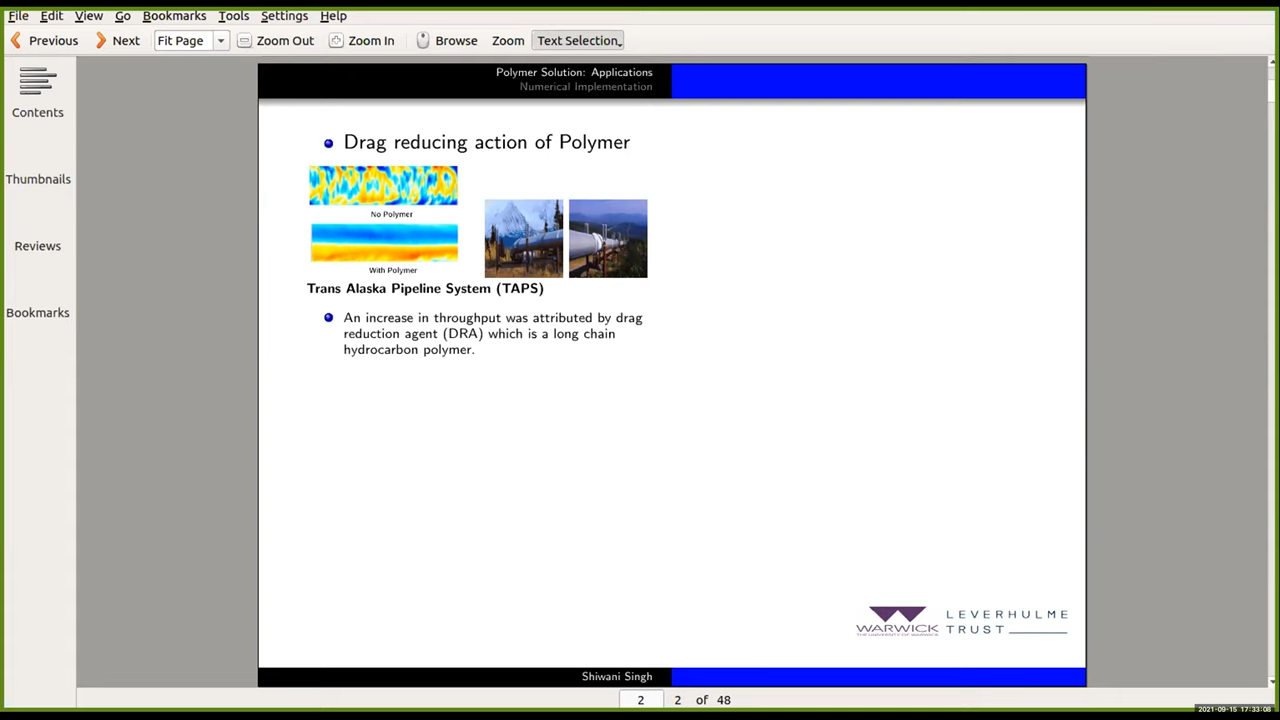 File Edit View Go Bookmarks Tools Settings Help
Previous Next Fit Page Zoom Out Zoom In Browse Zoom Text Selection
Contents
Thumbnails
Reviews
Bookmarks
Polymer Solution: Applications
Numerical Implementation
Drag reducing action of Polymer
No Polymer
With Polymer
Trans Alaska Pipeline System (TAPS)
An increase in throughput was attributed by drag
reduction agent (DRA) which is a long chain
hydrocarbon polymer.
WARWICK
THE UNIVERSITY OF WARWICK
LEVERHULME
TRUST
Shiwani Singh
2 2 of 48
2021-09-15 17:33:08